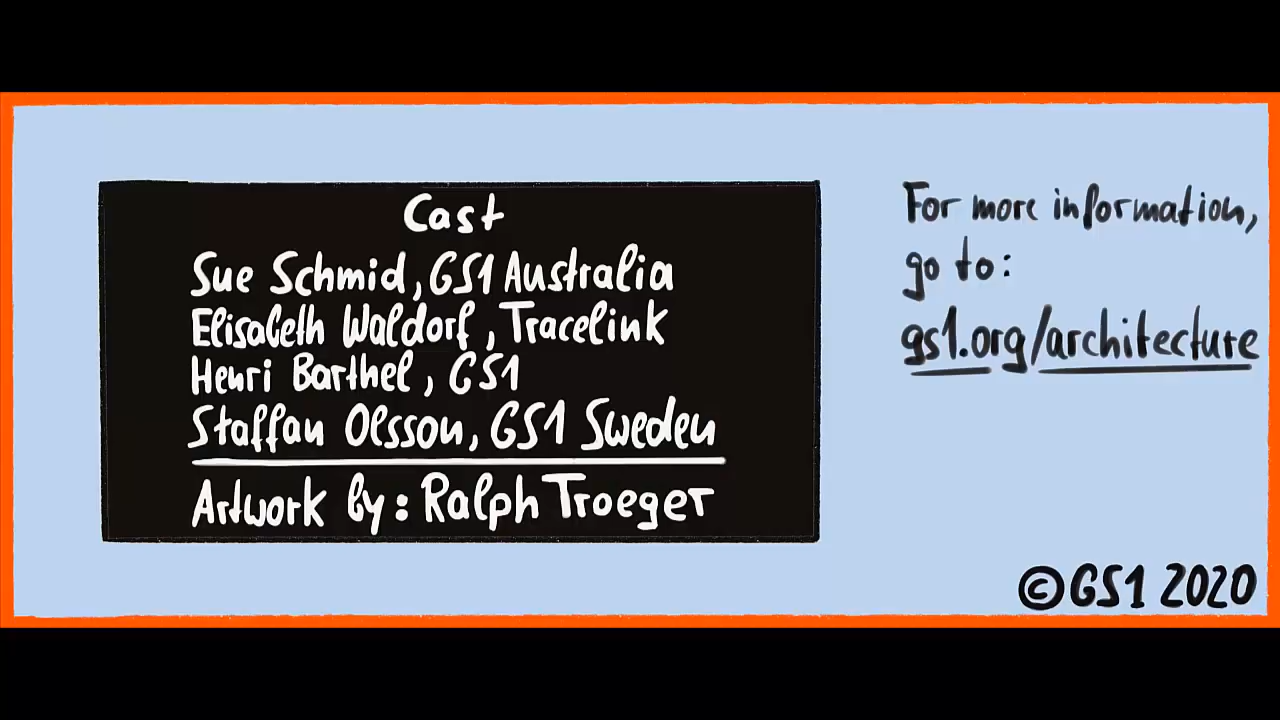 Cast
Sue Schmid, GS1 Australia
Elisabeth Waldorf, Tracelink
Henri Barthel, GS1
Staffan Olsson, GS1 Sweden
Artwork by: Ralph Troeger
For more information,
go to:
gs1.org/architecture
© GS1 2020